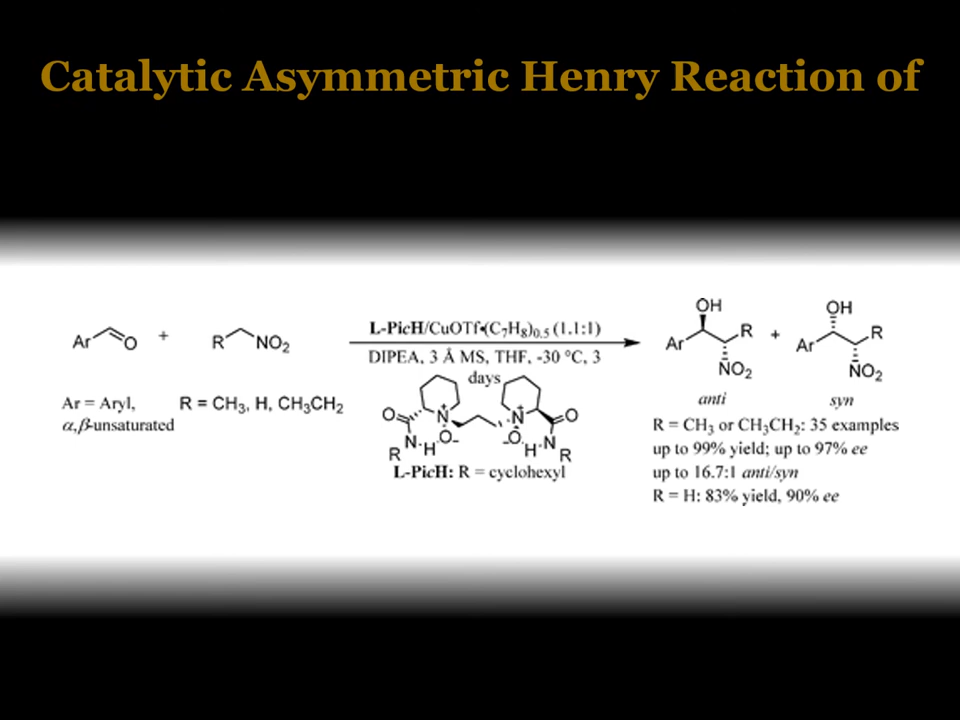 Catalytic Asymmetric Henry Reaction of
Ar
O
+
R
NO2
Ar = Aryl,
α,β-unsaturated
R = CH3, H, CH3CH2
L-PicH/CuOTf•(C7H8)0.5 (1.1:1)
DIPEA, 3 Å MS, THF, -30 °C, 3
days
O
N+
N+
O
N
H
O-
-O
H
N
R
R
L-PicH: R = cyclohexyl
OH
Ar
R
NO2
anti
+
OH
Ar
R
NO2
syn
R = CH3 or CH3CH2: 35 examples
up to 99% yield; up to 97% ee
up to 16.7:1 anti/syn
R = H: 83% yield, 90% ee